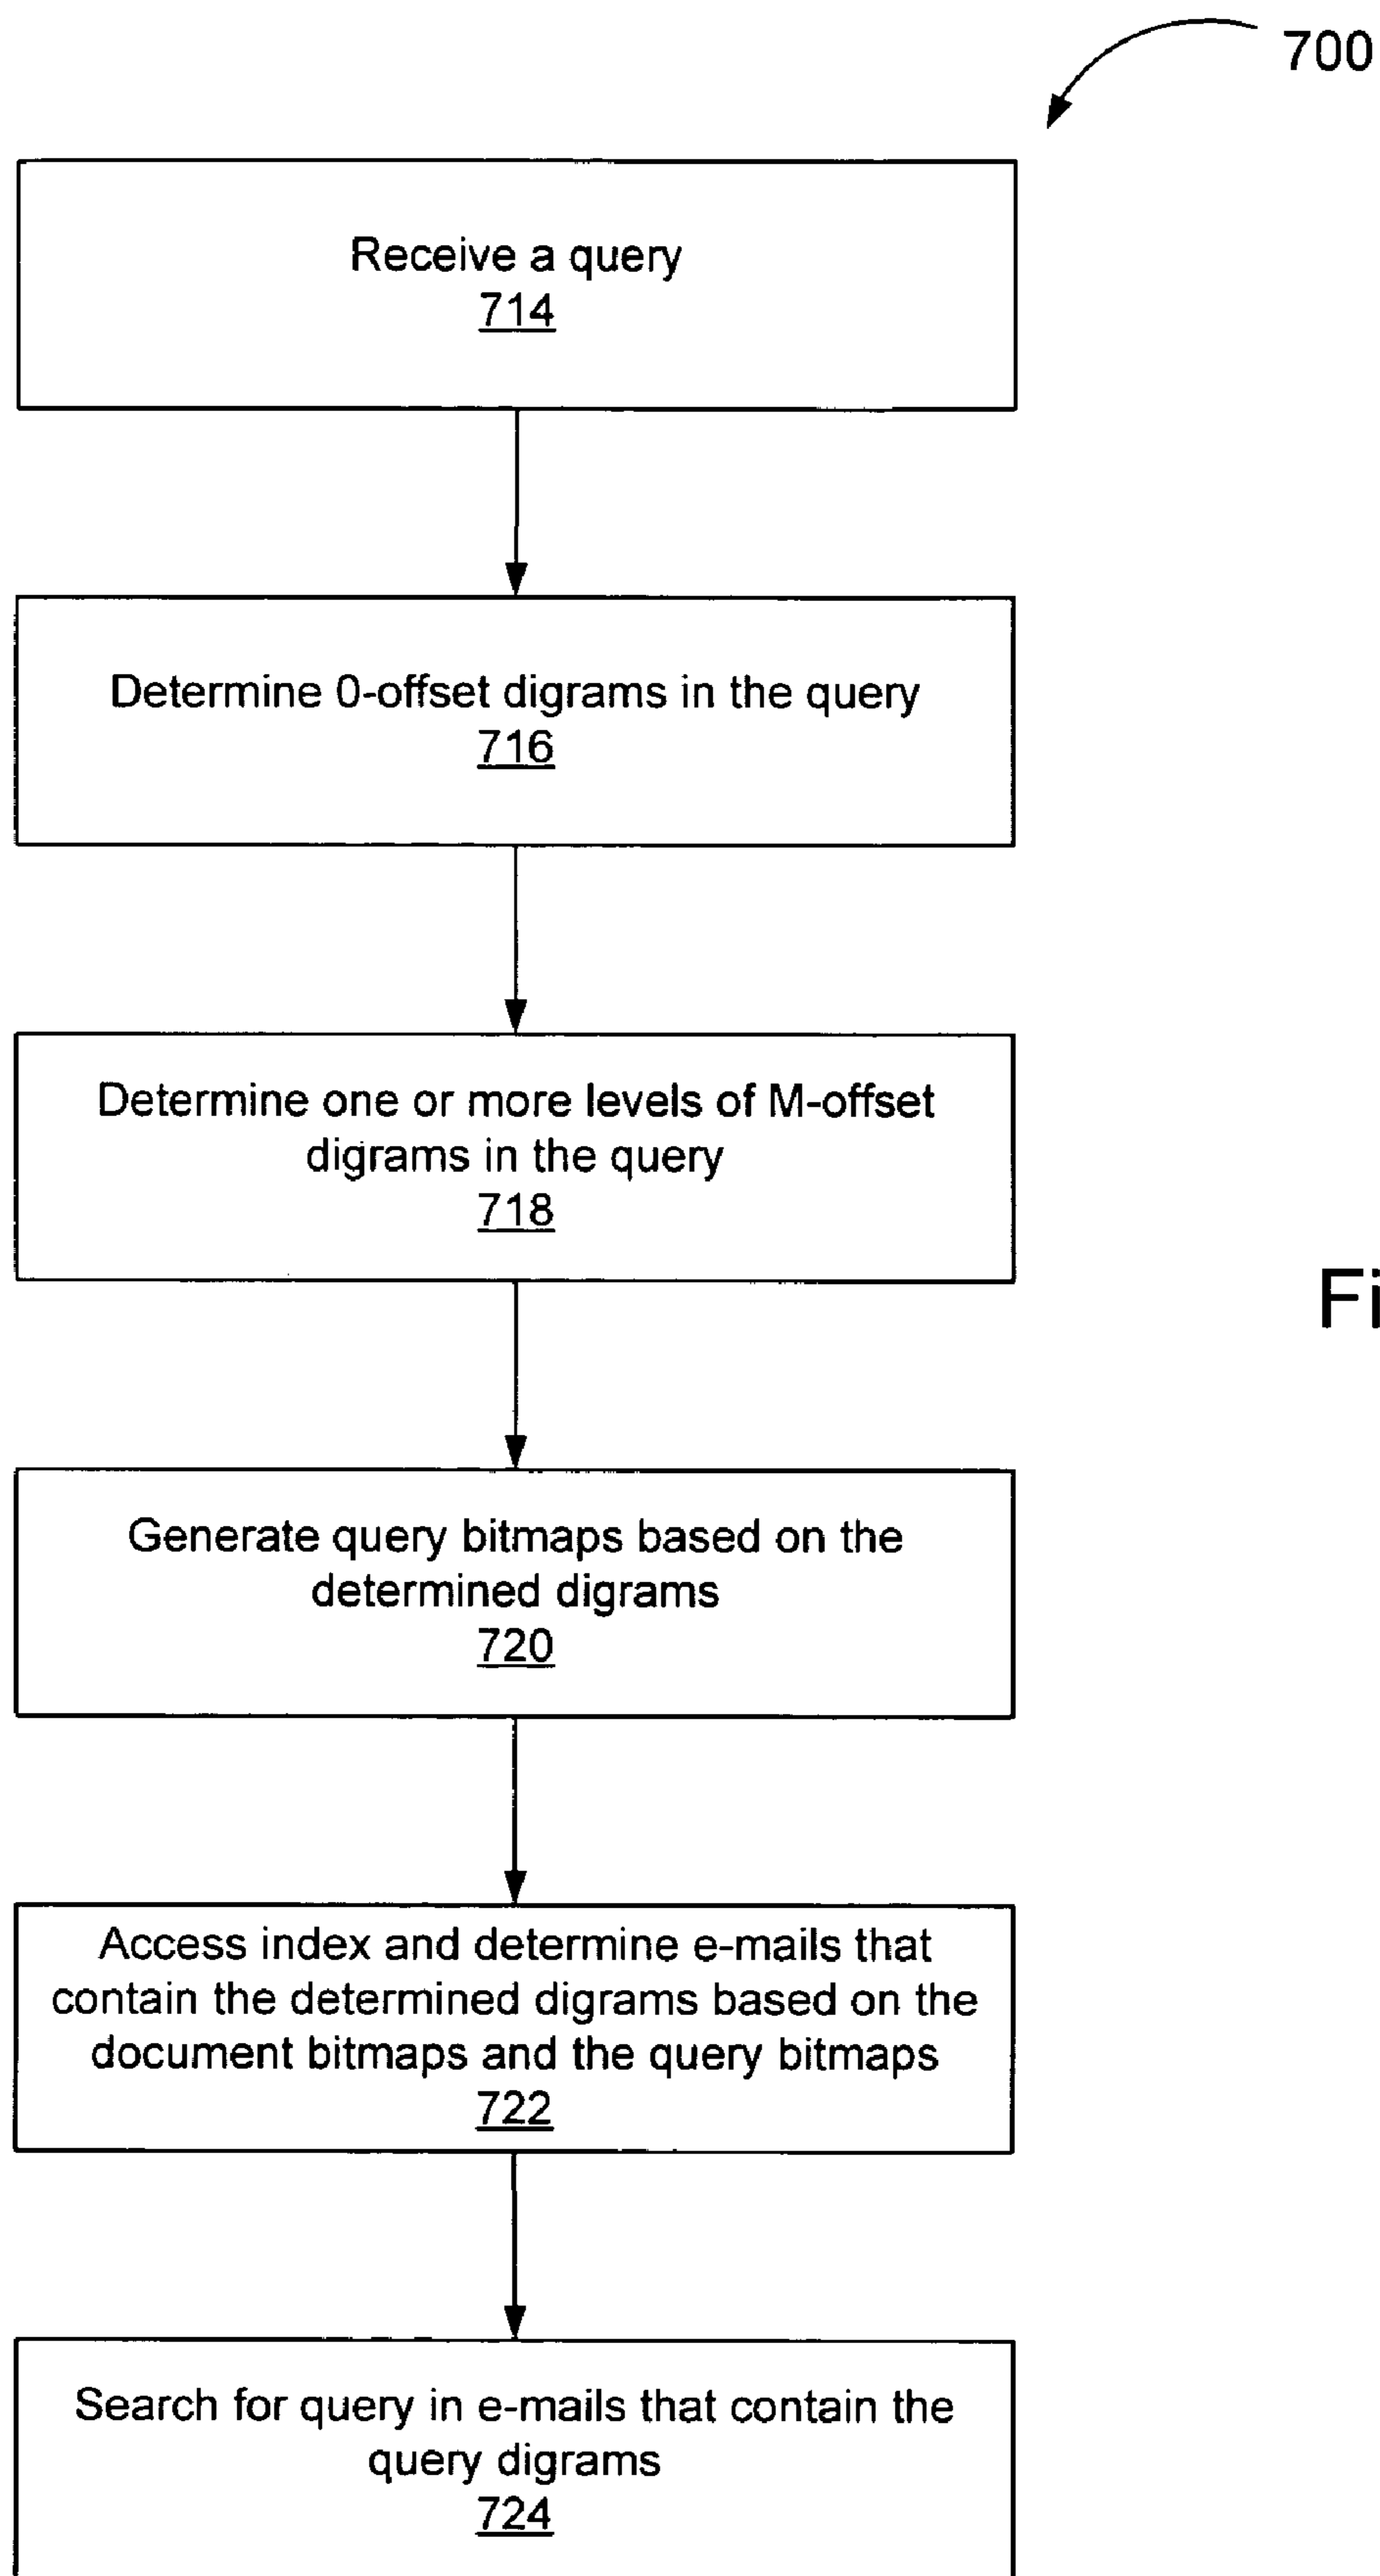 700
Receive a query
714
Determine 0-offset digrams in the query
716
Determine one or more levels of M-offset
digrams in the query
718
Fi
Generate query bitmaps based on the
determined digrams
720
Access index and determine e-mails that
contain the determined digrams based on the
document bitmaps and the query bitmaps
722
Search for query in e-mails that contain the
query digrams
724